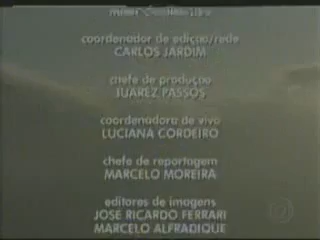 coordenador de edição/rede
CARLOS JARDIM
chefe de produção
JUAREZ PASSOS
coordenadora de vivo
LUCIANA CORDEIRO
chefe de reportagem
MARCELO MOREIRA
editores de imagens
JOSÉ RICARDO FERRARI
MARCELO ALFRADIQUE